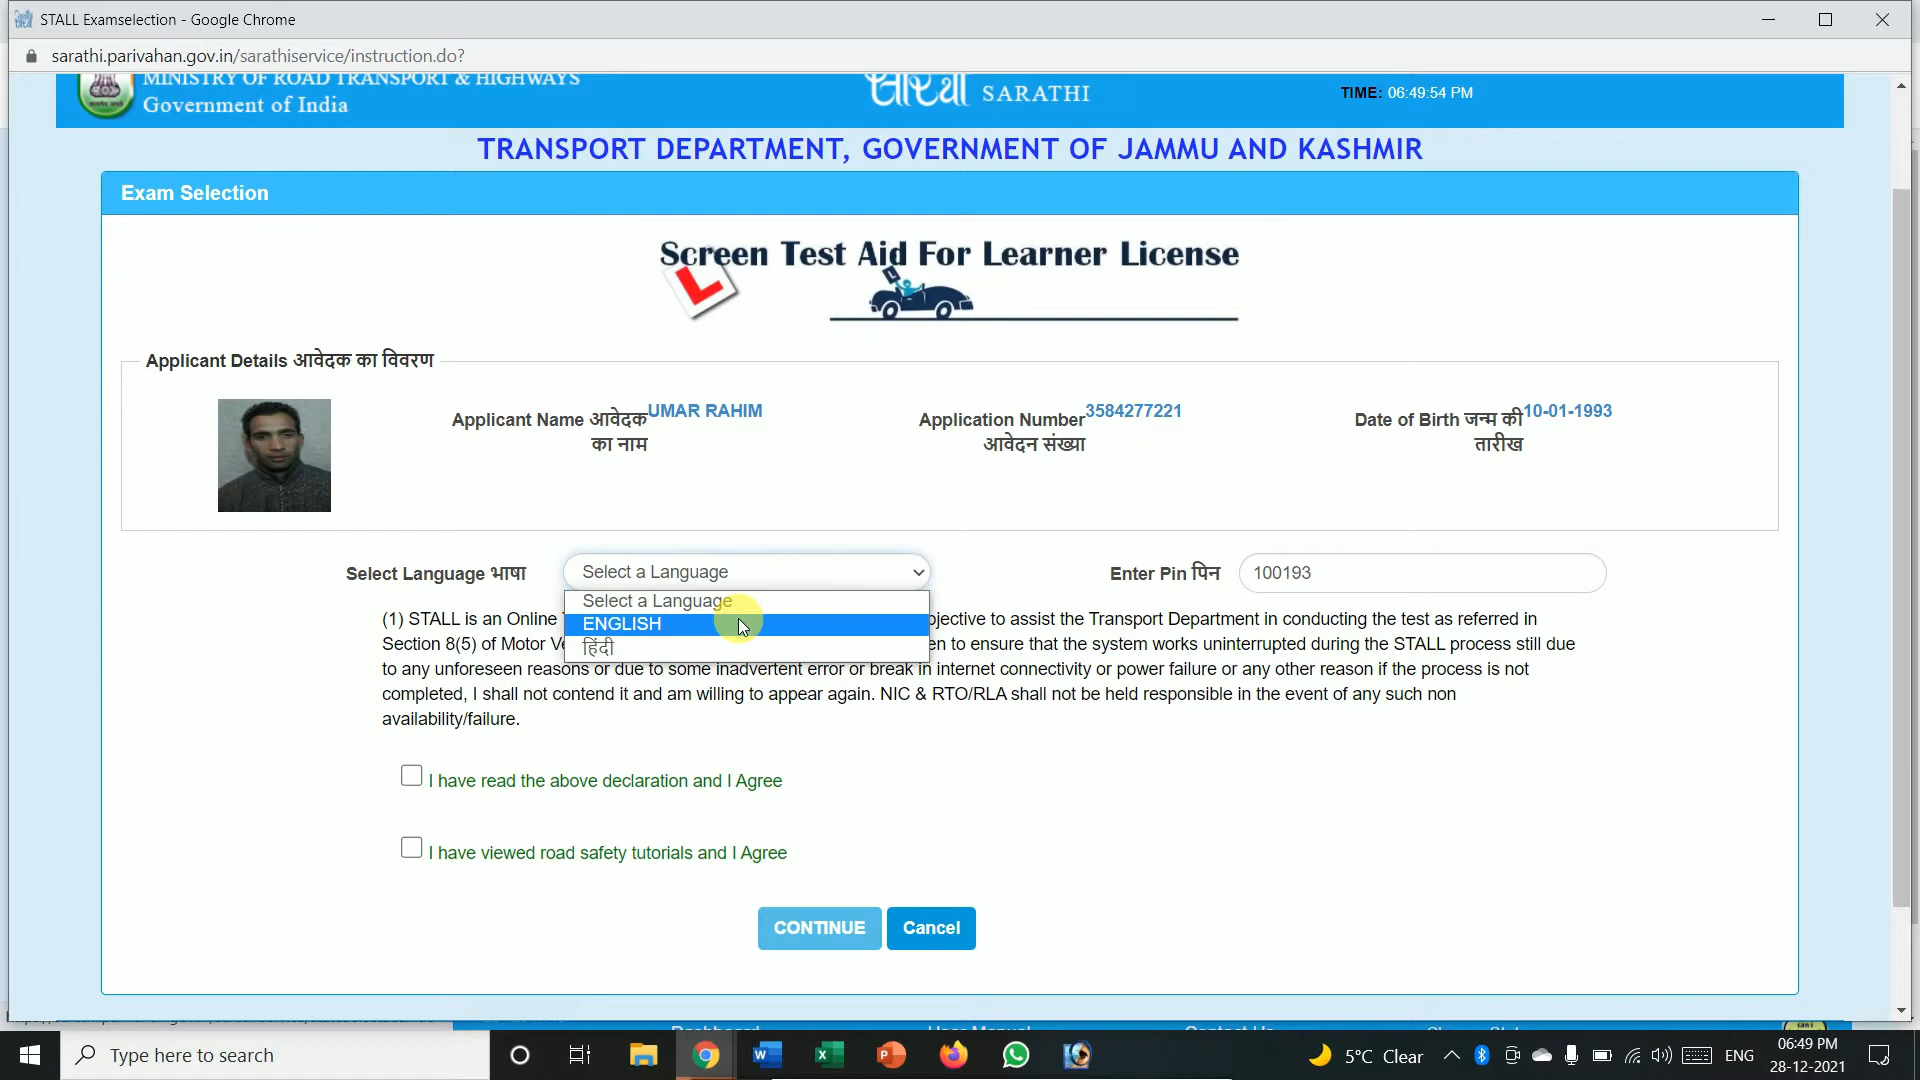 STALL Examselection - Google Chrome
sarathi.parivahan.gov.in/sarathiservice/instruction.do?
MINISTRY OF ROAD TRANSPORT & HIGHWAYS
Government of India
सारथी SARATHI
TIME: 06:49:54 PM
TRANSPORT DEPARTMENT, GOVERNMENT OF JAMMU AND KASHMIR
Exam Selection
Screen Test Aid For Learner License
L
Applicant Details आवेदक का विवरण
Applicant Name आवेदक का नाम UMAR RAHIM
Application Number आवेदन संख्या 3584277221
Date of Birth जन्म की तारीख 10-01-1993
Select Language भाषा
Select a Language
Select a Language
ENGLISH
हिंदी
Enter Pin पिन 100193
(1) STALL is an Online bjective to assist the Transport Department in conducting the test as referred in
Section 8(5) of Motor Ve en to ensure that the system works uninterrupted during the STALL process still due
to any unforeseen reasons or due to some inadvertent error or break in internet connectivity or power failure or any other reason if the process is not
completed, I shall not contend it and am willing to appear again. NIC & RTO/RLA shall not be held responsible in the event of any such non
availability/failure.
I have read the above declaration and I Agree
I have viewed road safety tutorials and I Agree
CONTINUE
Cancel
Type here to search
5°C Clear
ENG
06:49 PM
28-12-2021